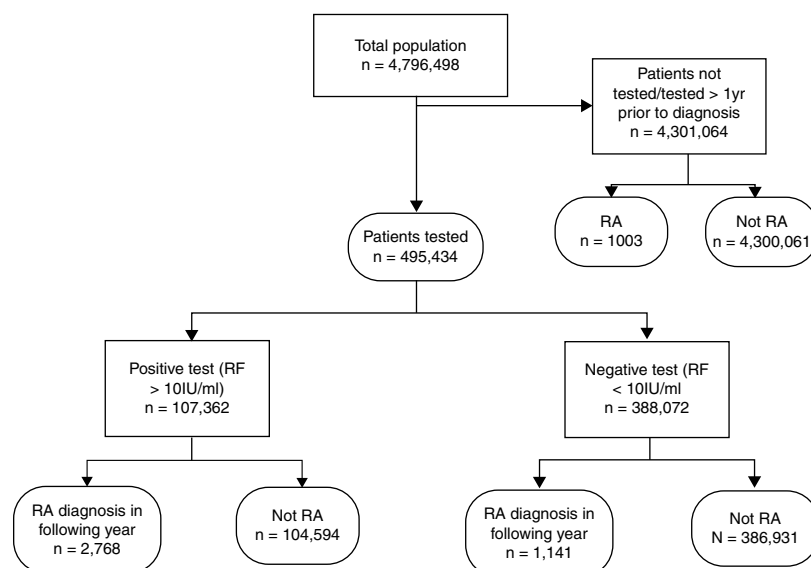 Total population
n = 4,796,498
Patients not
tested/tested > 1yr
prior to diagnosis
n = 4,301,064
RA
n = 1003
Not RA
n = 4,300,061
Patients tested
n = 495,434
Positive test (RF
> 10IU/ml)
n = 107,362
Negative test (RF
< 10IU/ml
n = 388,072
RA diagnosis in
following year
n = 2,768
Not RA
n = 104,594
RA diagnosis in
following year
n = 1,141
Not RA
N = 386,931